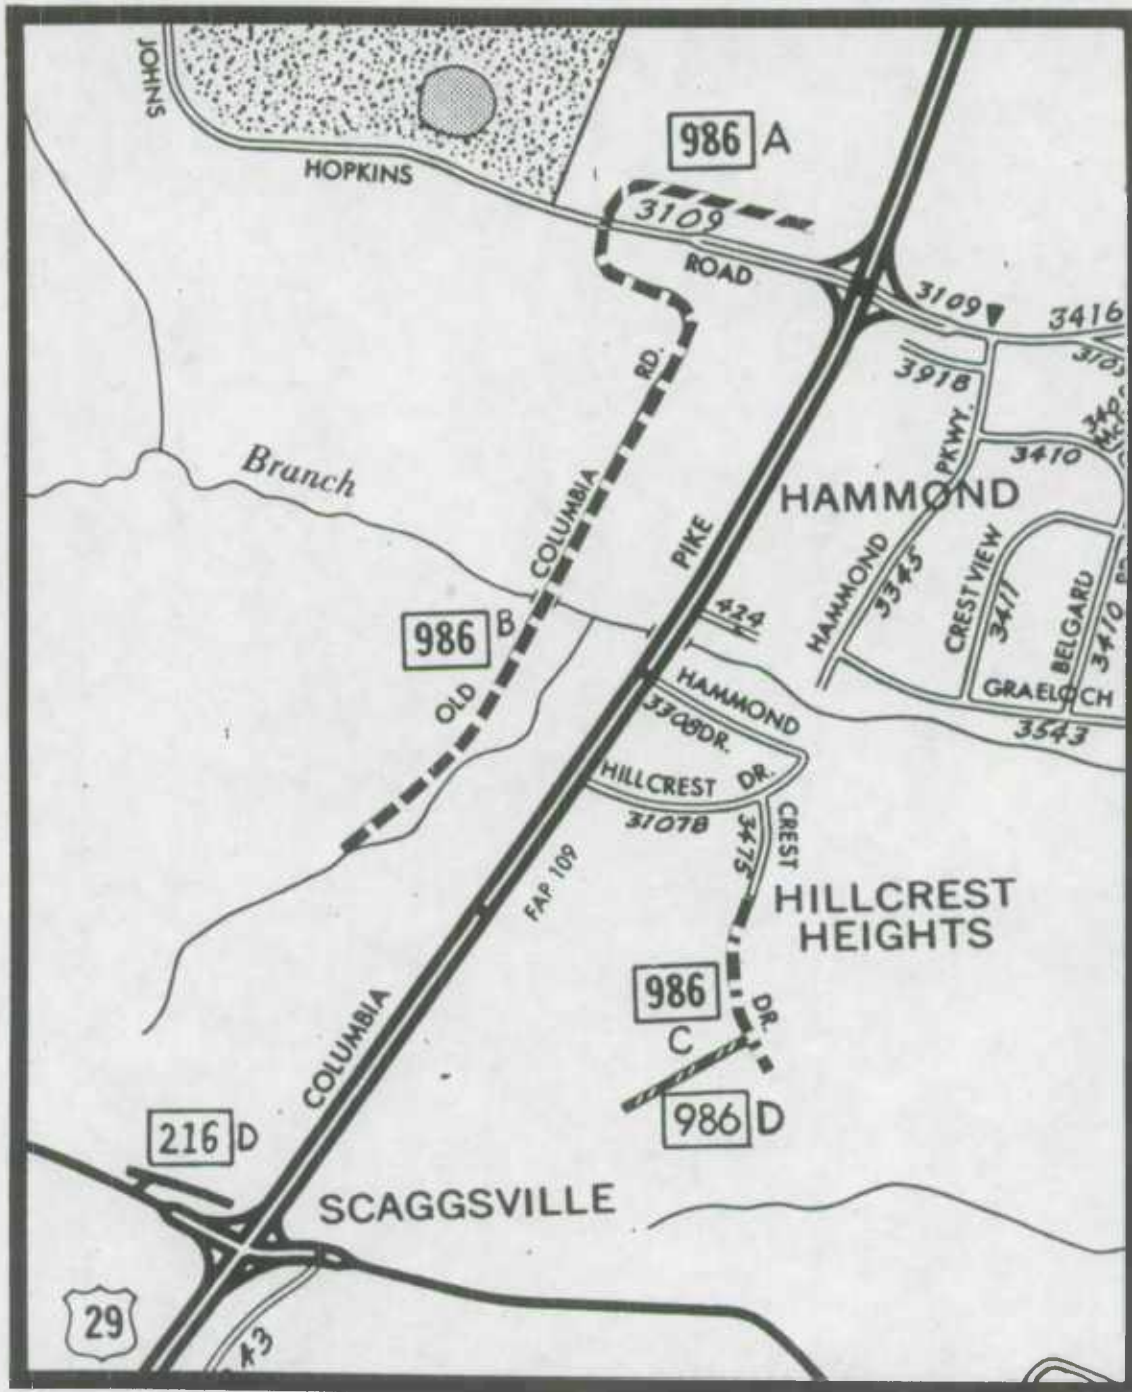 JOHNS
HOPKINS
986 A
3109
ROAD
3109
3416
3918
RD.
PKWY.
3410
Branch
HAMMOND
COLUMBIA
PIKE
HAMMOND
3345
CRESTVIEW
3411
BELGARD
3410
986 B
424
OLD
HAMMOND
3308 DR.
GRAELOCH
3543
HILLCREST DR.
3107B
3475
CREST
FAP 109
HILLCREST
HEIGHTS
986
C
DR.
COLUMBIA
986 D
216 D
SCAGGSVILLE
29